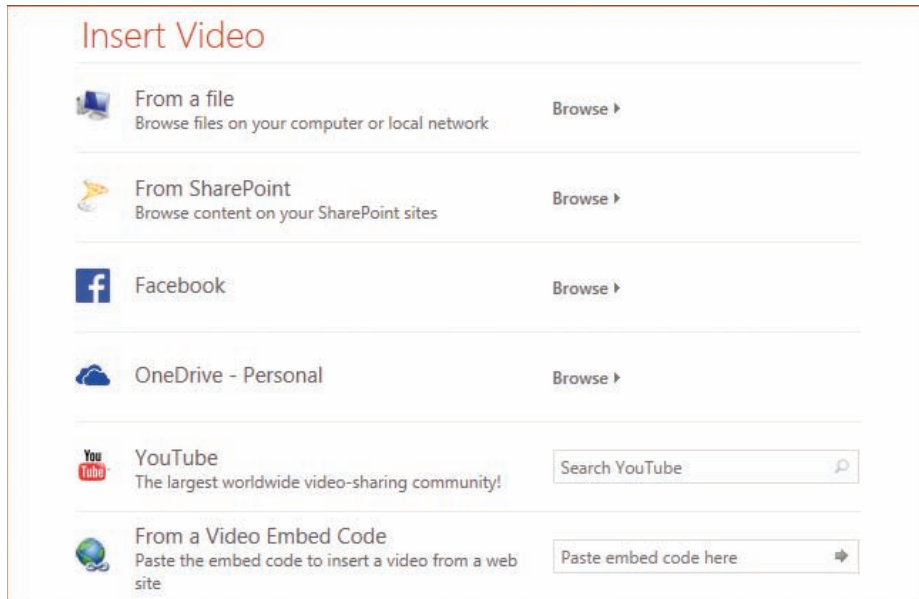 Insert Video
From a file
Browse files on your computer or local network
Browse
From SharePoint
Browse content on your SharePoint sites
Browse
f
Facebook
Browse
OneDrive - Personal
Browse
You
Tube
YouTube
The largest worldwide video-sharing community!
Search YouTube
From a Video Embed Code
Paste the embed code to insert a video from a web
site
Paste embed code here